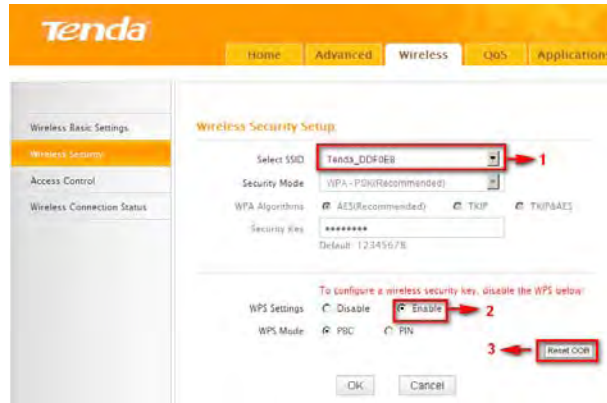 Tenda
Home Advanced Wireless QoS Application
Wireless Basic Settings
Wireless Security
Access Control
Wireless Connection Status
Wireless Security Setup
Select SSID Tenda_DDF0E8 1
Security Mode WPA - PSK(Recommended)
WPA Algorithms AES(Recommended) TKIP TKIP&AES
Security Key ********
Default: 12345678
To configure a wireless security key, disable the WPS below!
WPS Settings Disable Enable 2
WPS Mode PBC PIN
3 Reset OOB
OK Cancel